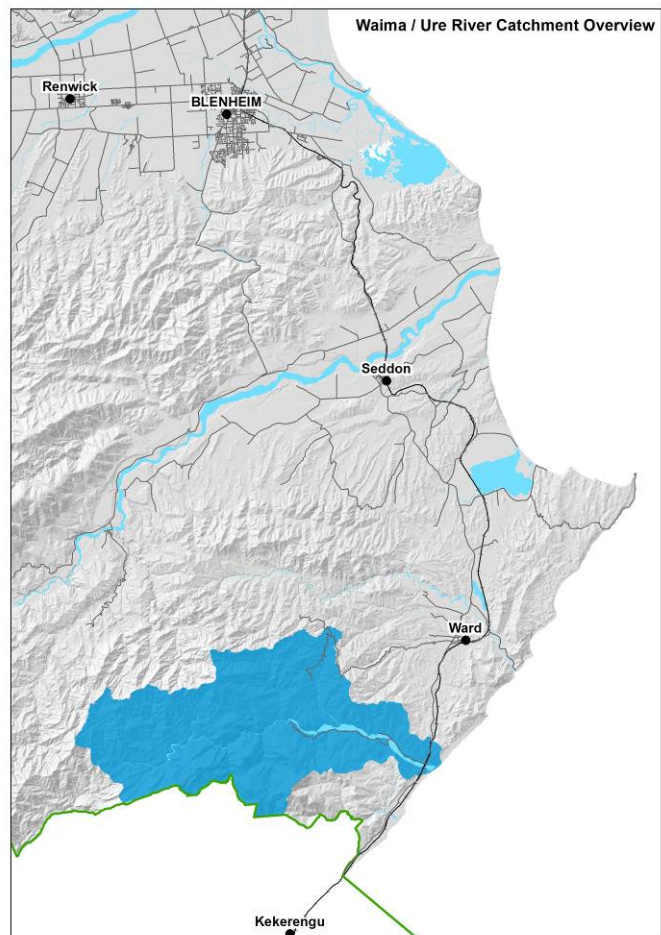 Waima / Ure River Catchment Overview
Renwick
BLENHEIM
Seddon
Ward
Kekerengu